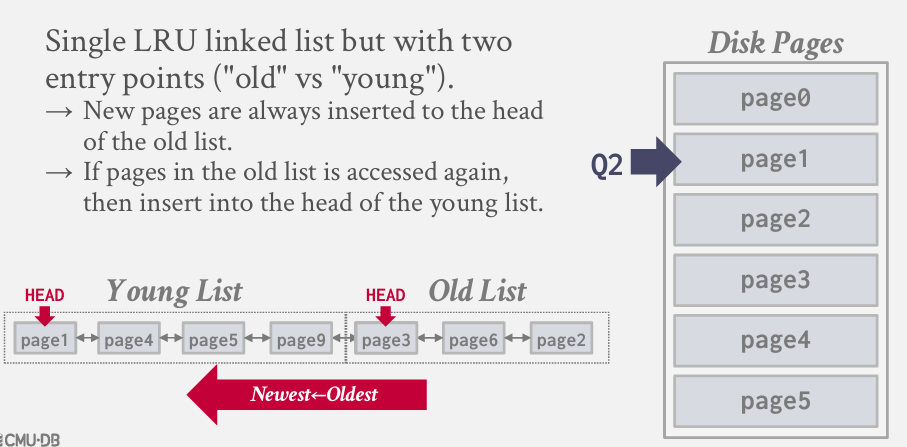 Single LRU linked list but with two
entry points ("old" vs "young").
→ New pages are always inserted to the head
of the old list.
→ If pages in the old list is accessed again,
then insert into the head of the young list.
Disk Pages
page0
Q2
page1
page2
page3
page4
page5
HEAD
Young List
HEAD
Old List
page1
page4
page5
page9
page3
page6
page2
Newest←Oldest
CMU·DB